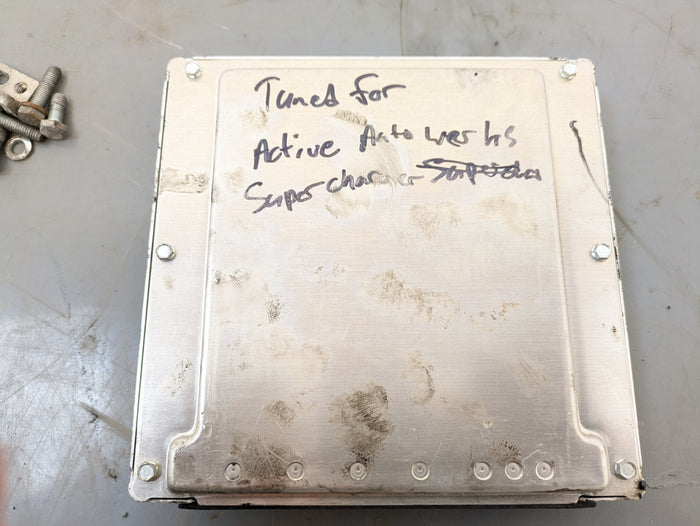 Tuned for
Active Autowerks
Supercharger